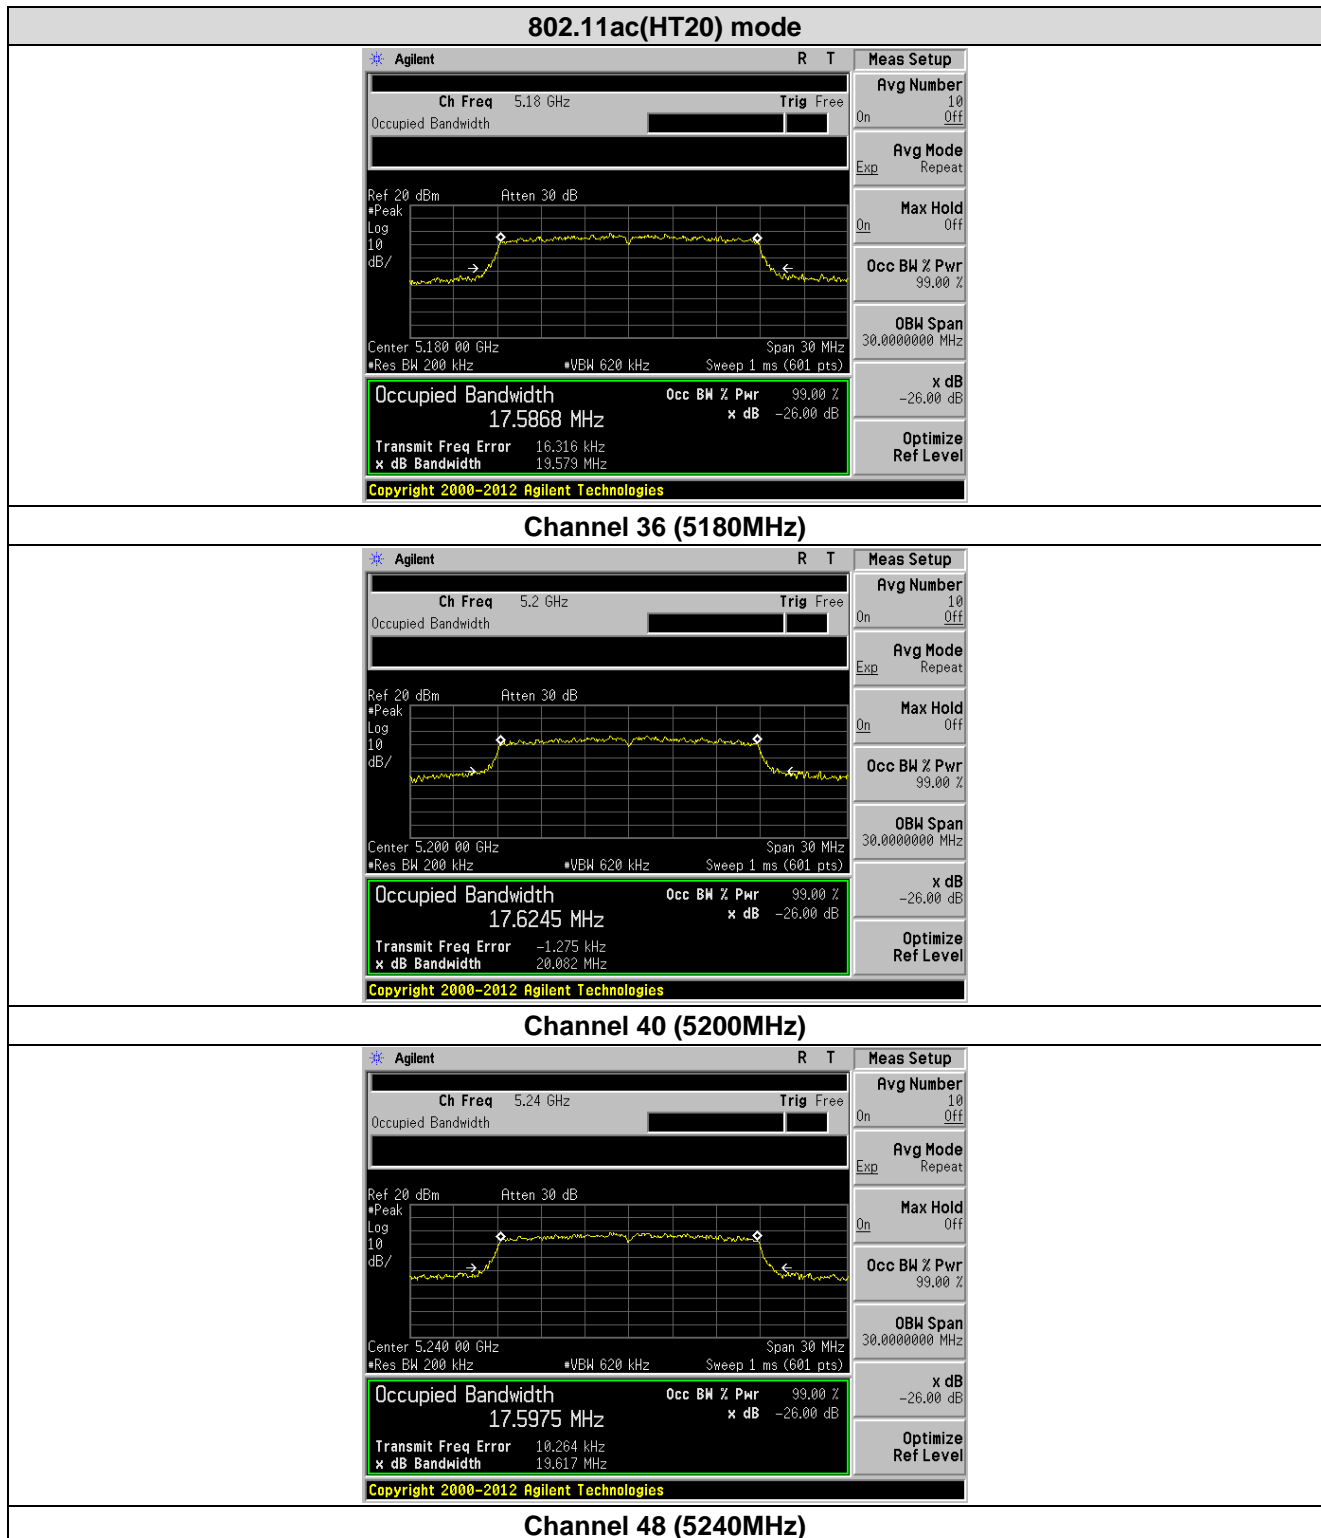 802.11ac(HT20) mode
Agilent R T Meas Setup
Ch Freq 5.18 GHz Trig Free
Occupied Bandwidth
Avg Number
10
On Off
Avg Mode
Exp Repeat
Max Hold
On Off
Occ BW % Pwr
99.00 %
OBW Span
30.0000000 MHz
x dB
-26.00 dB
Optimize
Ref Level
Ref 20 dBm Atten 30 dB
#Peak
Log
10
dB/
Center 5.180 00 GHz Span 30 MHz
#Res BW 200 kHz #VBW 620 kHz Sweep 1 ms (601 pts)
Occupied Bandwidth Occ BW % Pwr 99.00 %
17.5868 MHz x dB -26.00 dB
Transmit Freq Error 16.316 kHz
x dB Bandwidth 19.579 MHz
Copyright 2000-2012 Agilent Technologies
Channel 36 (5180MHz)
Agilent R T Meas Setup
Ch Freq 5.2 GHz Trig Free
Occupied Bandwidth
Avg Number
10
On Off
Avg Mode
Exp Repeat
Max Hold
On Off
Occ BW % Pwr
99.00 %
OBW Span
30.0000000 MHz
x dB
-26.00 dB
Optimize
Ref Level
Ref 20 dBm Atten 30 dB
#Peak
Log
10
dB/
Center 5.200 00 GHz Span 30 MHz
#Res BW 200 kHz #VBW 620 kHz Sweep 1 ms (601 pts)
Occupied Bandwidth Occ BW % Pwr 99.00 %
17.6245 MHz x dB -26.00 dB
Transmit Freq Error -1.275 kHz
x dB Bandwidth 20.082 MHz
Copyright 2000-2012 Agilent Technologies
Channel 40 (5200MHz)
Agilent R T Meas Setup
Ch Freq 5.24 GHz Trig Free
Occupied Bandwidth
Avg Number
10
On Off
Avg Mode
Exp Repeat
Max Hold
On Off
Occ BW % Pwr
99.00 %
OBW Span
30.0000000 MHz
x dB
-26.00 dB
Optimize
Ref Level
Ref 20 dBm Atten 30 dB
#Peak
Log
10
dB/
Center 5.240 00 GHz Span 30 MHz
#Res BW 200 kHz #VBW 620 kHz Sweep 1 ms (601 pts)
Occupied Bandwidth Occ BW % Pwr 99.00 %
17.5975 MHz x dB -26.00 dB
Transmit Freq Error 10.264 kHz
x dB Bandwidth 19.617 MHz
Copyright 2000-2012 Agilent Technologies
Channel 48 (5240MHz)